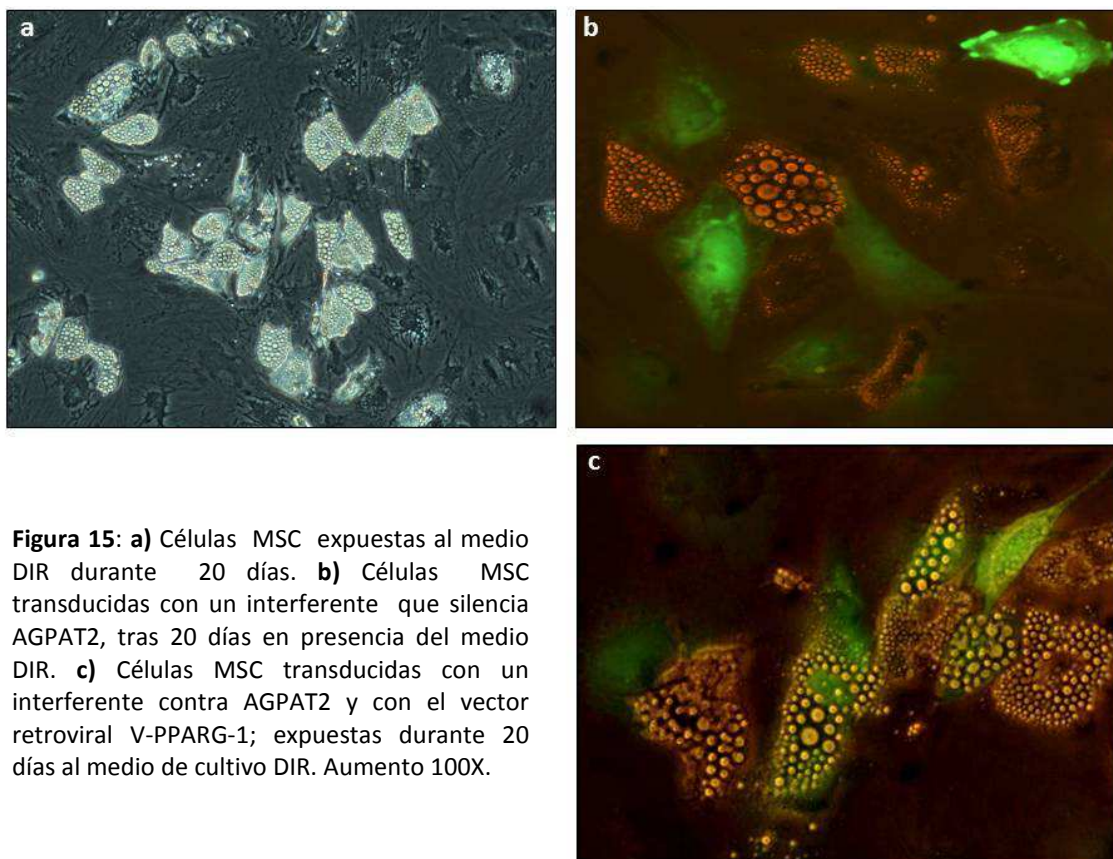 a
b
c
Figura 15: a) Células MSC expuestas al medio
DIR durante 20 días. b) Células MSC
transducidas con un interferente que silencia
AGPAT2, tras 20 días en presencia del medio
DIR. c) Células MSC transducidas con un
interferente contra AGPAT2 y con el vector
retroviral V-PPARG-1; expuestas durante 20
días al medio de cultivo DIR. Aumento 100X.